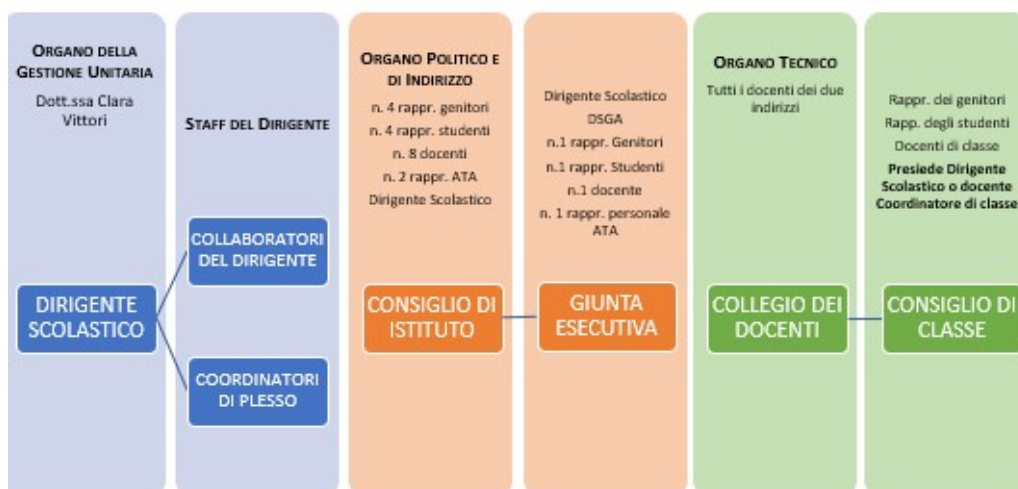 ORGANO DELLA
GESTIONE UNITARIA
Dott.ssa Clara
Vittori
DIRIGENTE
SCOLASTICO
STAFF DEL DIRIGENTE
COLLABORATORI
DEL DIRIGENTE
COORDINATORI
DI PLESSO
ORGANO POLITICO E
DI INDIRIZZO
n. 4 rappr. genitori
n. 4 rappr. studenti
n. 8 docenti
n. 2 rappr. ATA
Dirigente Scolastico
CONSIGLIO DI
ISTITUTO
Dirigente Scolastico
DSGA
n.1 rappr. Genitori
n.1 rappr. Studenti
n.1 docente
n. 1 rappr. personale
ATA
GIUNTA
ESECUTIVA
ORGANO TECNICO
Tutti i docenti dei due
indirizzi
COLLEGIO DEI
DOCENTI
Rappr. dei genitori
Rapp. degli studenti
Docenti di classe
Presiede Dirigente
Scolastico o docente
Coordinatore di classe
CONSIGLIO DI
CLASSE